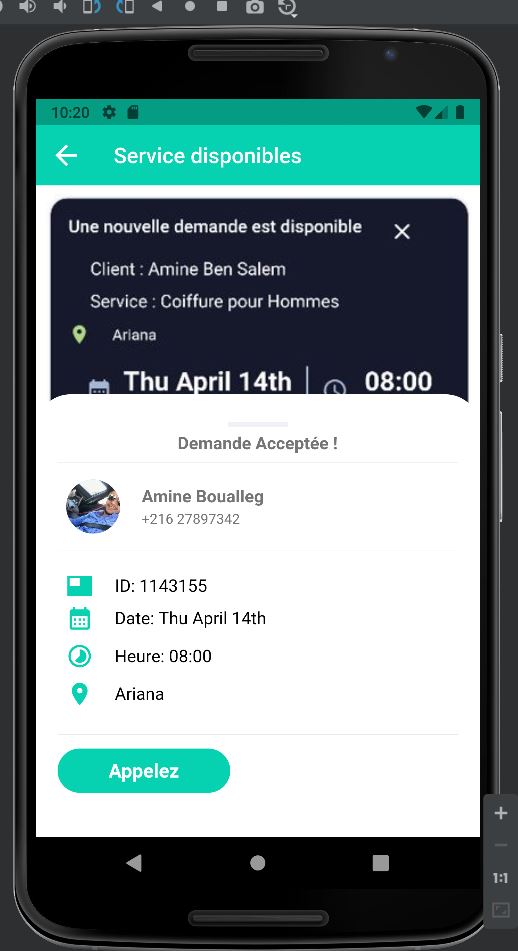 10:20
Service disponibles
Une nouvelle demande est disponible
Client : Amine Ben Salem
Service : Coiffure pour Hommes
Ariana
Thu April 14th
08:00
Demande Acceptée !
Amine Boualleg
+216 27897342
ID: 1143155
Date: Thu April 14th
Heure: 08:00
Ariana
Appelez
1:1